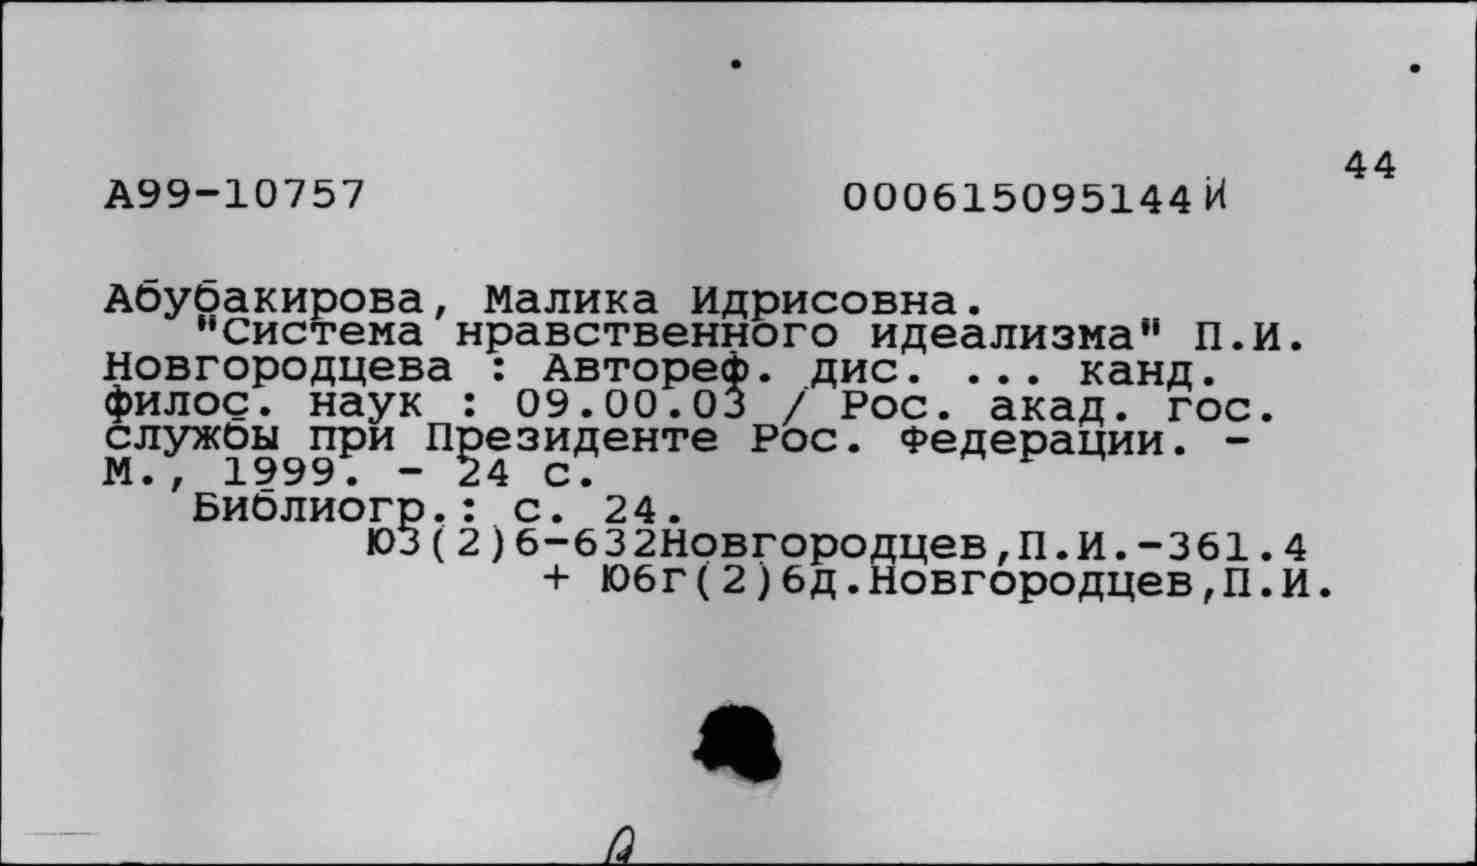 44
А99-10757 000615095144 И
Абубакирова, Малика Идрисовна.
"Система нравственного идеализма" П.И.
Новгородцева : Автореф. дис. ... канд.
филос. наук : 09.00.03 / Рос. акад. гос.
службы при Президенте Рос. Федерации. -
М., 1999. - 24 с.
Библиогр.: с. 24.
Ю3(2)6-632Новгородцев,П.И.-361.4
+ Ю6г(2)6д.Новгородцев,П.И.